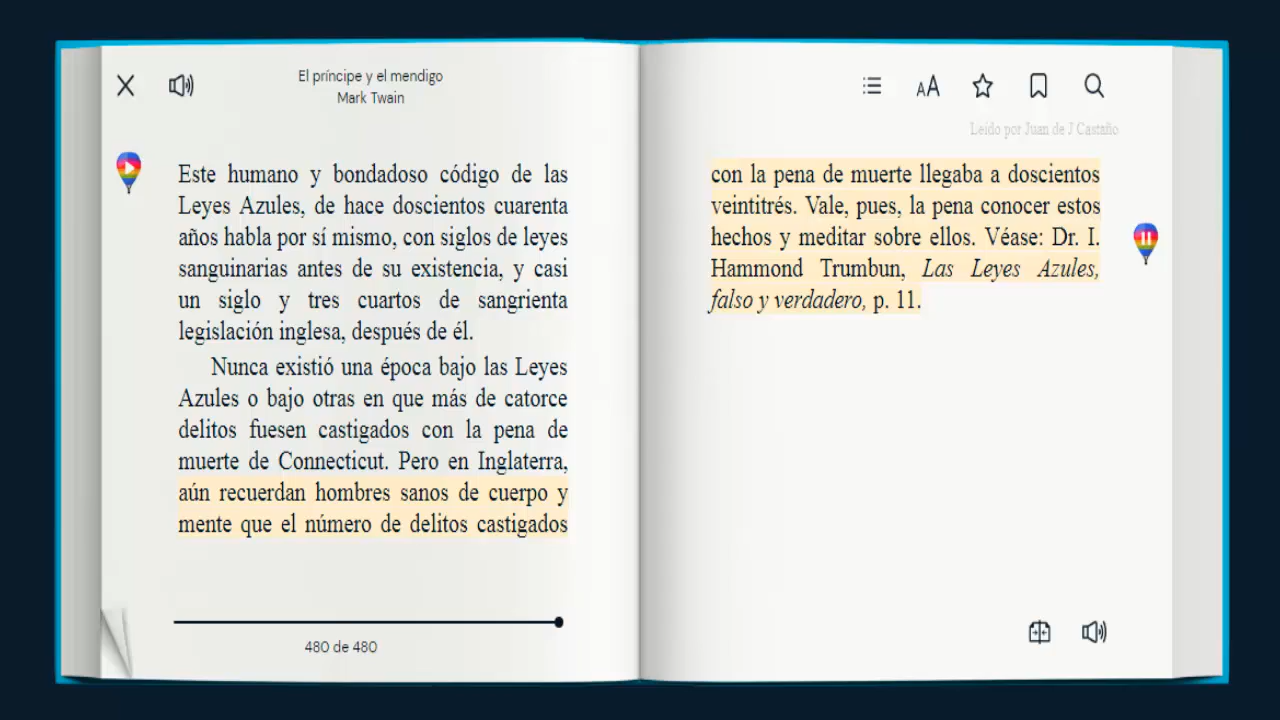 El príncipe y el mendigo
Mark Twain
AA
Este humano y bondadoso código de las
Leyes Azules, de hace doscientos cuarenta
años habla por sí mismo, con siglos de leyes
sanguinarias antes de su existencia, y casi
un siglo y tres cuartos de sangrienta
legislación inglesa, después de él.
Nunca existió una época bajo las Leyes
Azules o bajo otras en que más de catorce
delitos fuesen castigados con la pena de
muerte de Connecticut. Pero en Inglaterra,
aún recuerdan hombres sanos de cuerpo y
mente que el número de delitos castigados
480 de 480
Leído por Juan de J Castaño
con la pena de muerte llegaba a doscientos
veintitrés. Vale, pues, la pena conocer estos
hechos y meditar sobre ellos. Véase: Dr. I.
Hammond Trumbun, Las Leyes Azules,
falso y verdadero, p. 11.